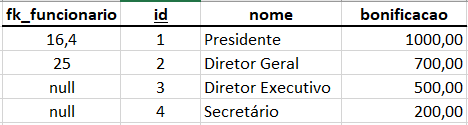 fk_funcionario id nome bonificacao
16,4 1 Presidente 1000,00
25 2 Diretor Geral 700,00
null 3 Diretor Executivo 500,00
null 4 Secretário 200,00